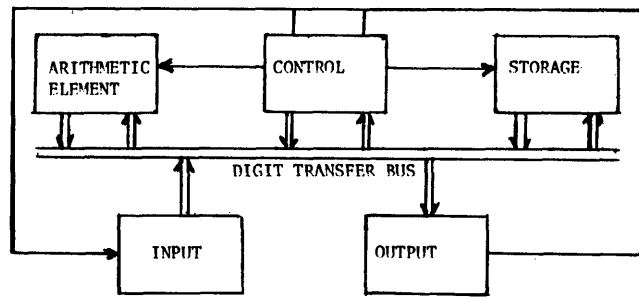 ARITHMETIC
ELEMENT
CONTROL
STORAGE
DIGIT TRANSFER BUS
INPUT
OUTPUT